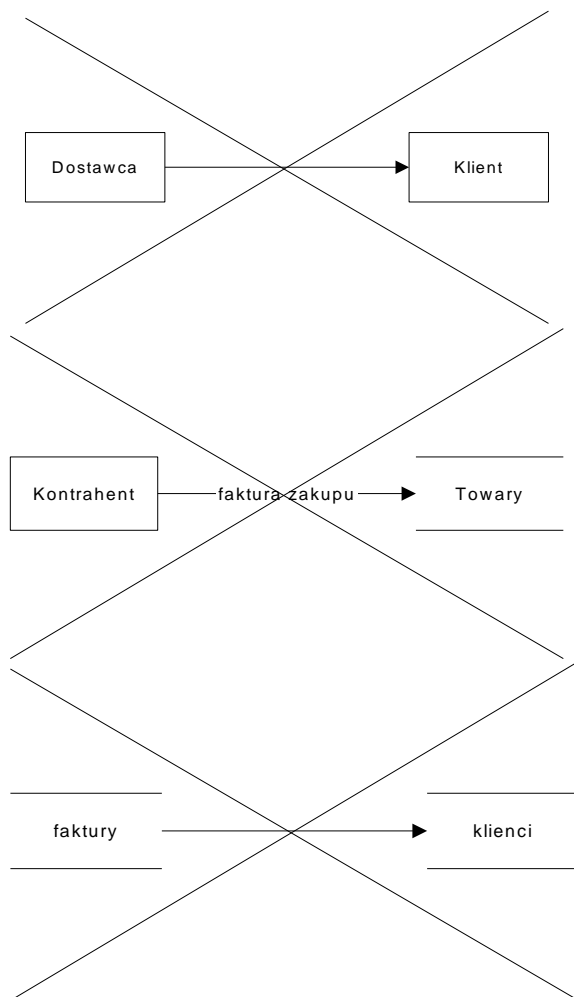 Dostawca
Klient
Kontrahent
faktura zakupu
Towary
faktury
klienci